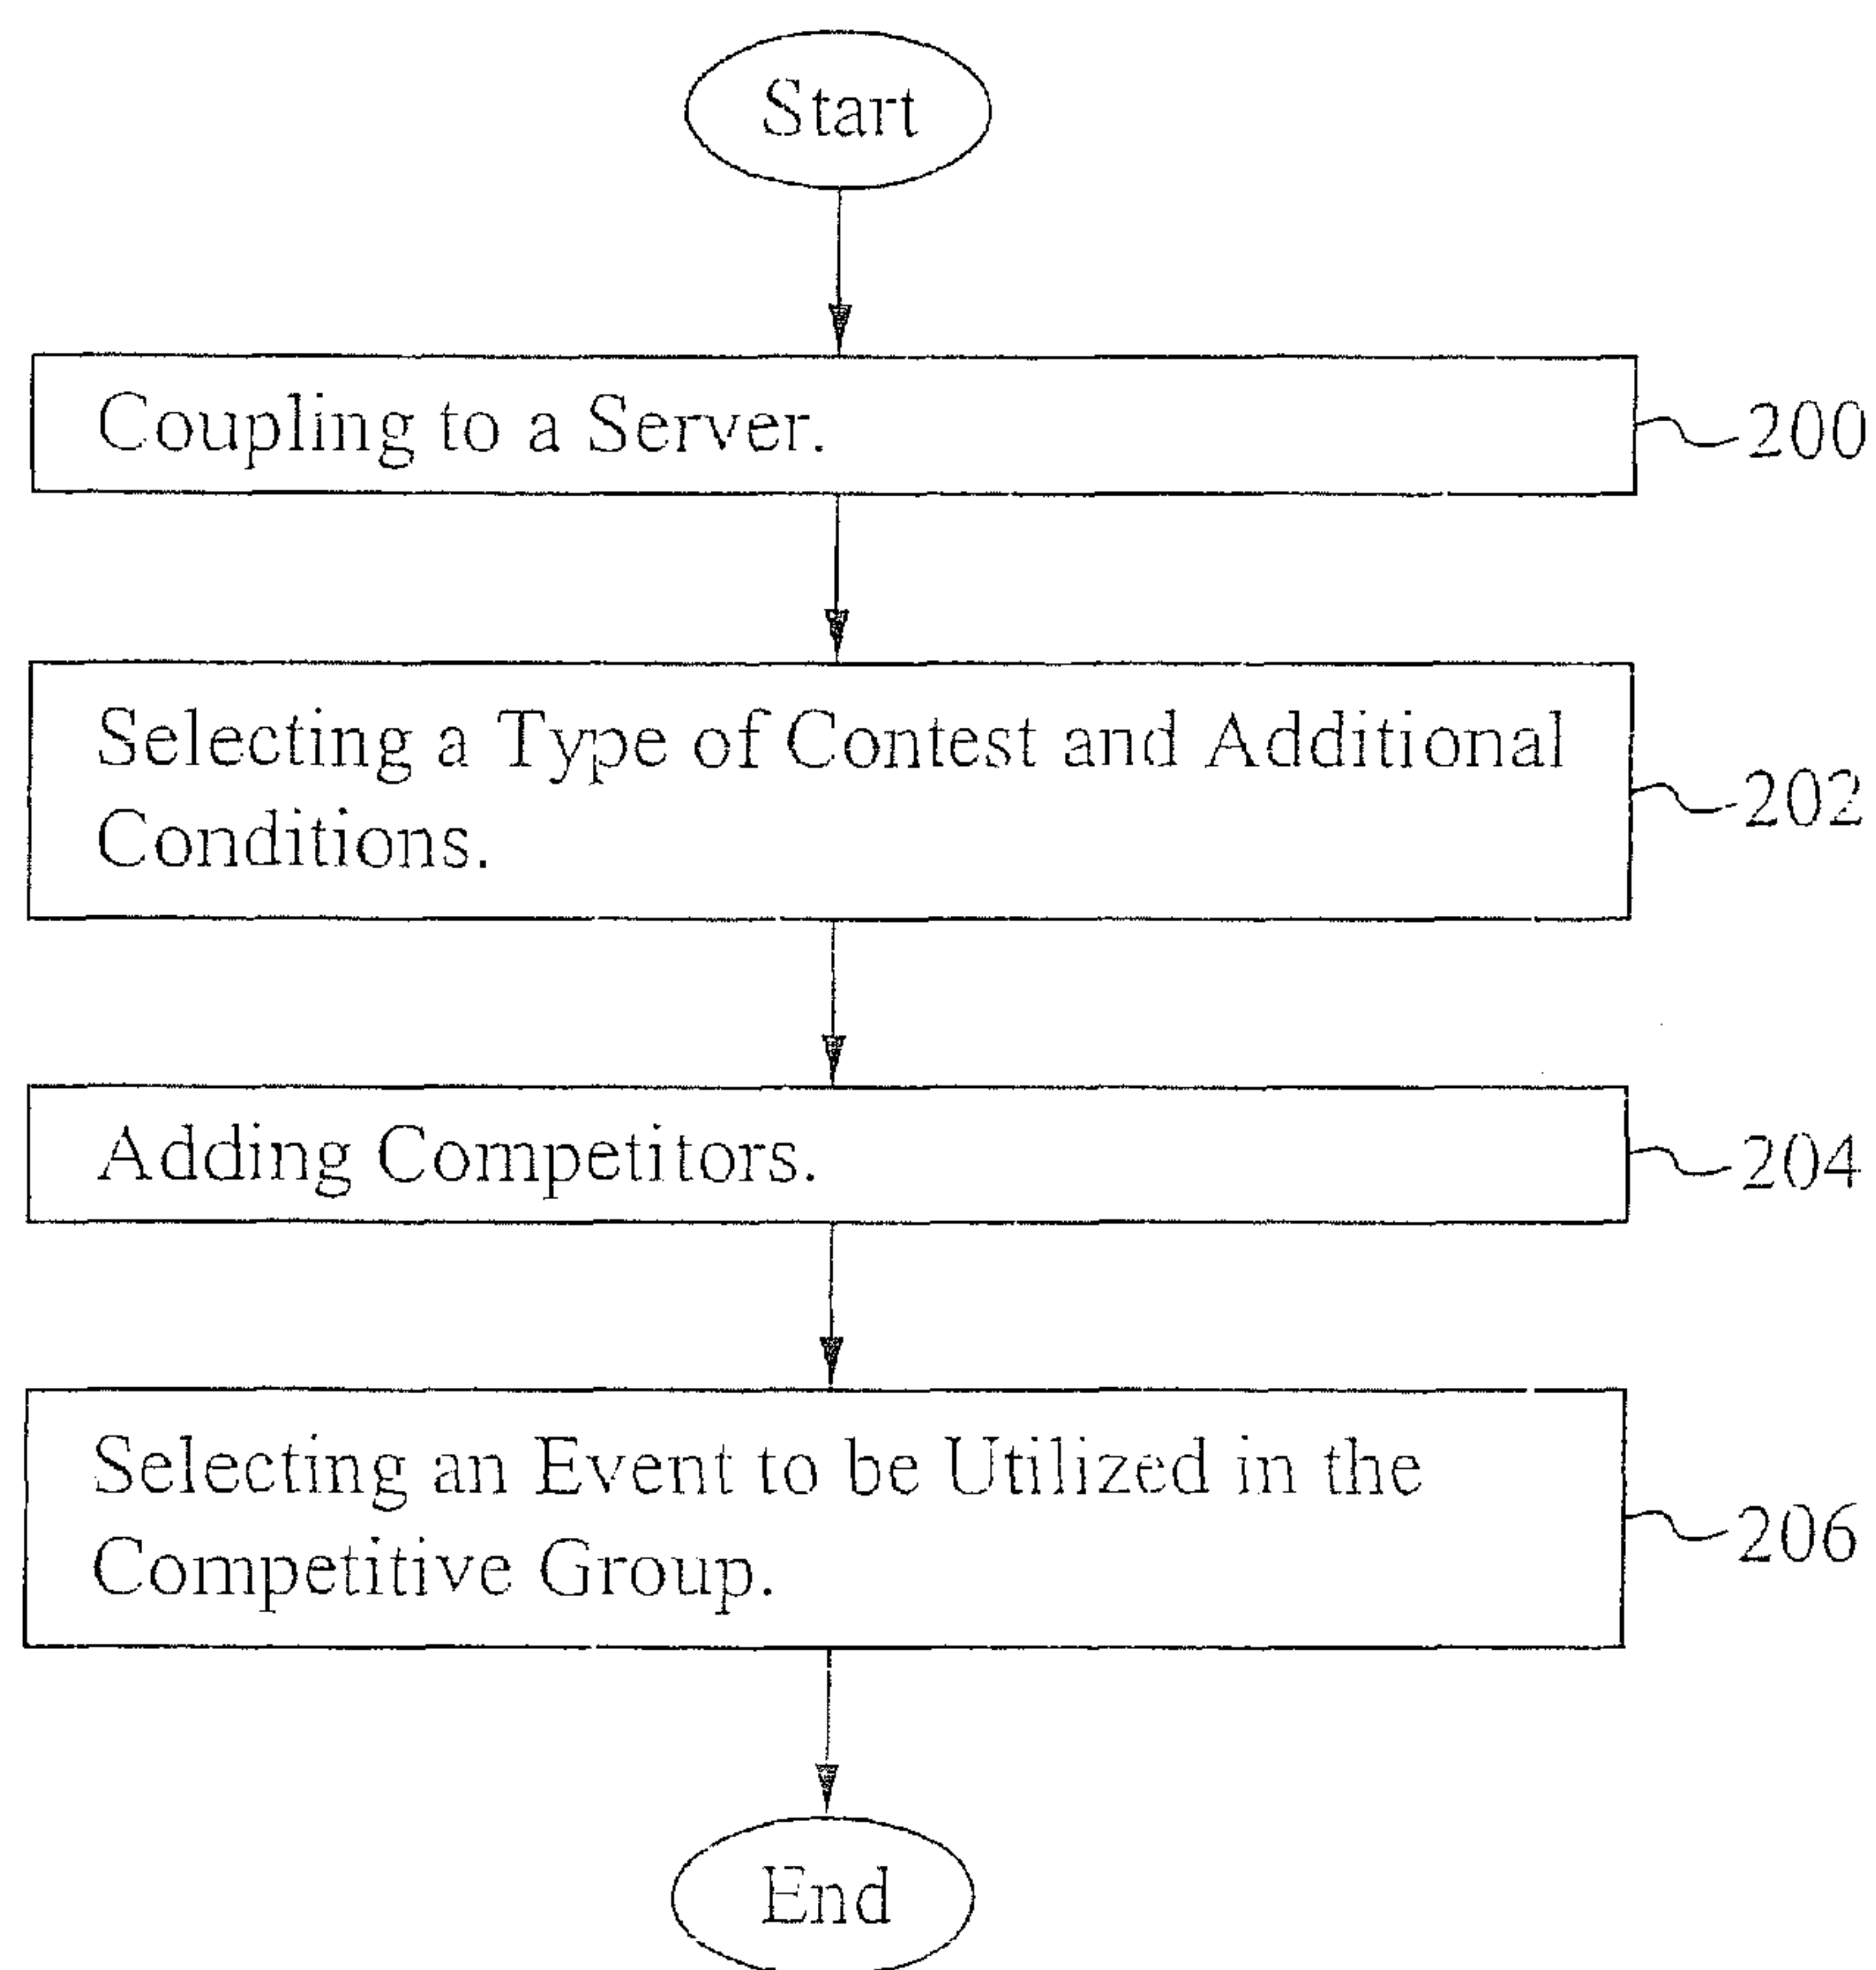 Start
Coupling to a Server.
200
Selecting a Type of Contest and Additional
Conditions.
202
Adding Competitors.
204
Selecting an Event to be Utilized in the
Competitive Group.
206
End